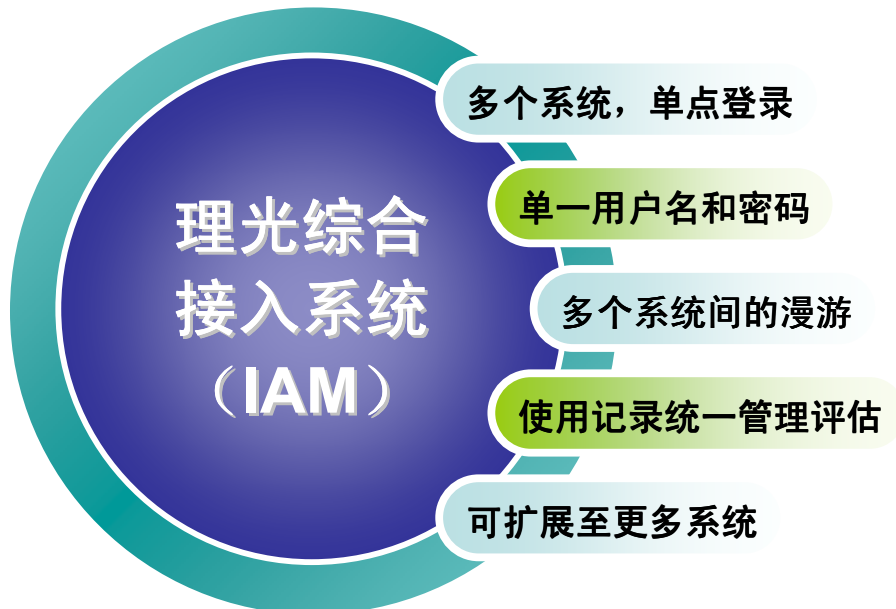 理光综合
接入系统
（IAM）
多个系统，单点登录
单一用户名和密码
多个系统间的漫游
使用记录统一管理评估
可扩展至更多系统